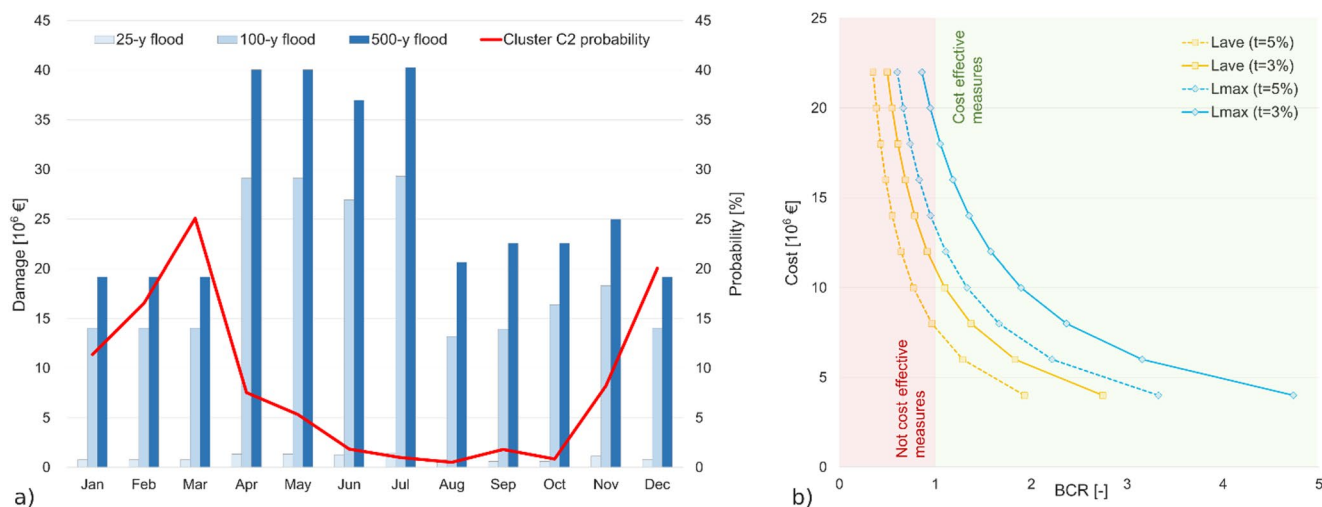 25-y flood
100-y flood
500-y flood
Cluster C2 probability
Damage [10⁶ €]
45
40
35
30
25
20
15
10
5
0
Probability [%]
45
40
35
30
25
20
15
10
5
0
Jan Feb Mar Apr May Jun Jul Aug Sep Oct Nov Dec
a)
Cost [10⁶ €]
25
20
15
10
5
0
Not cost effective
measures
Cost effective
measures
Lave (t=5%)
Lave (t=3%)
Lmax (t=5%)
Lmax (t=3%)
0 1 2 3 4 5
BCR [-]
b)